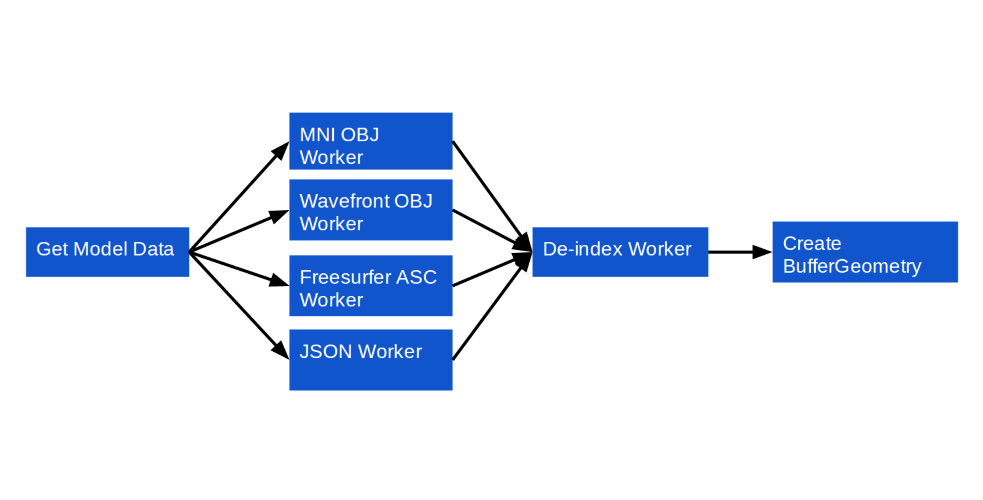 Get Model Data
MNI OBJ
Worker
Wavefront OBJ
Worker
Freesurfer ASC
Worker
JSON Worker
De-index Worker
Create
BufferGeometry